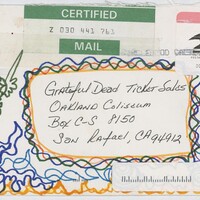 CERTIFIED
Z 030 441 763
MAIL
Grateful Dead Ticket Sales
Oakland Coliseum
Box C-S 8150
San Rafael, CA 94912